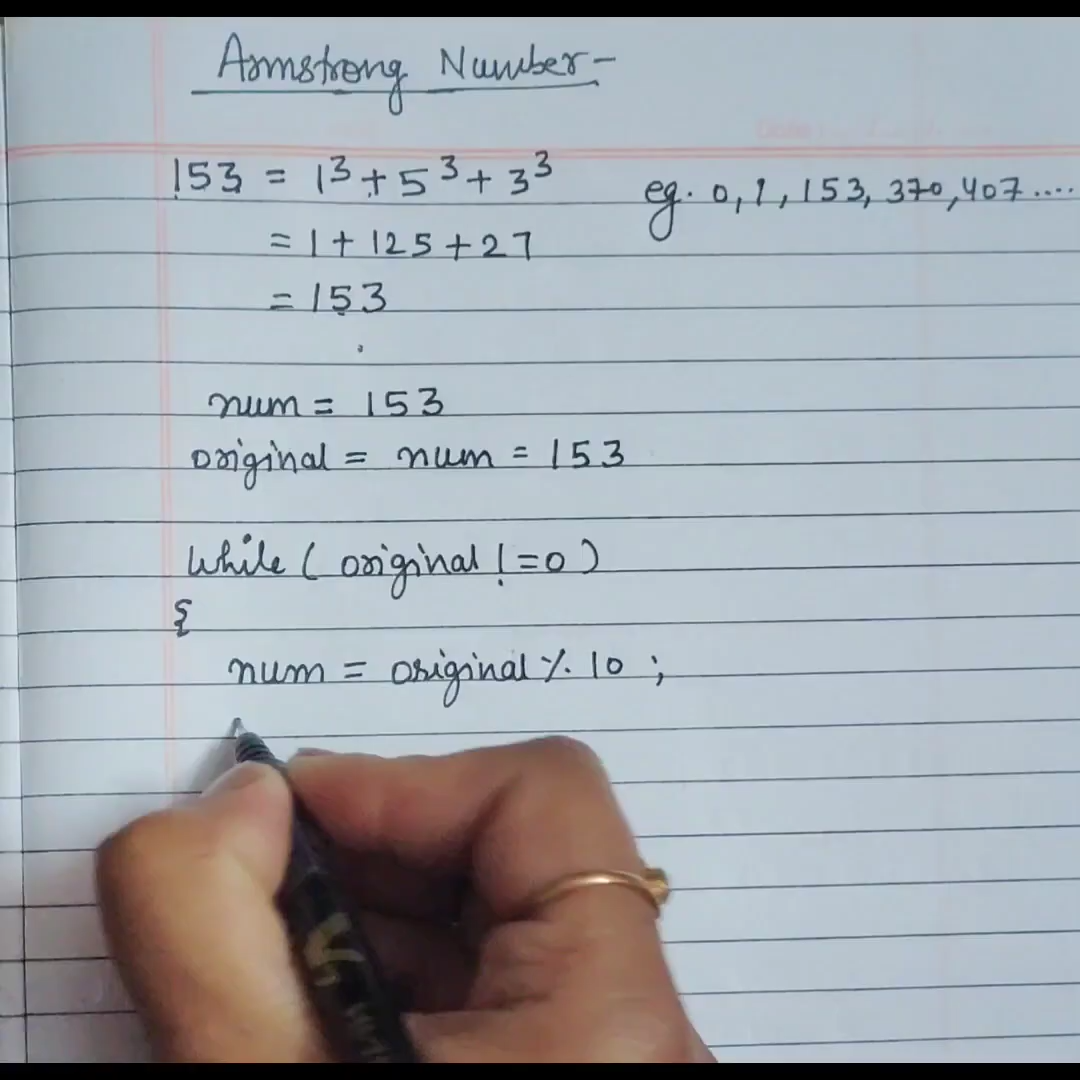 Armstrong Number-
153 = 1³ + 5³ + 3³
eg. 0, 1, 153, 370, 407 ....
= 1 + 125 + 27
= 153
num = 153
original = num = 153
while ( original != 0 )
{
num = original % 10 ;